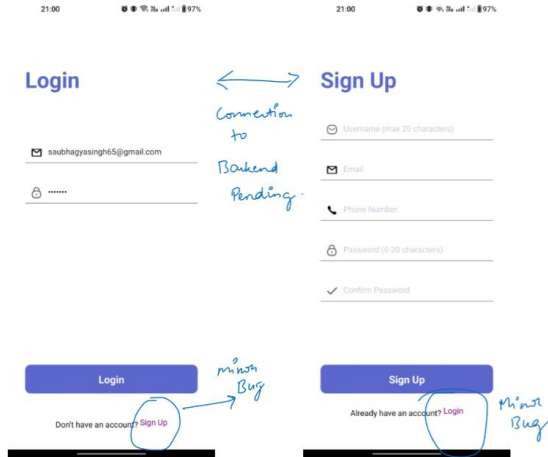 21:00
97%
21:00
97%
Login
Sign Up
Connection
to
Backend
Pending.
saubhagyasingh65@gmail.com
•••••••
Username (max 20 characters)
Email
Phone Number
Password (6-20 characters)
Confirm Password
Login
Minor
Bug
Don't have an account? Sign Up
Sign Up
Already have an account? Login
Minor
Bug